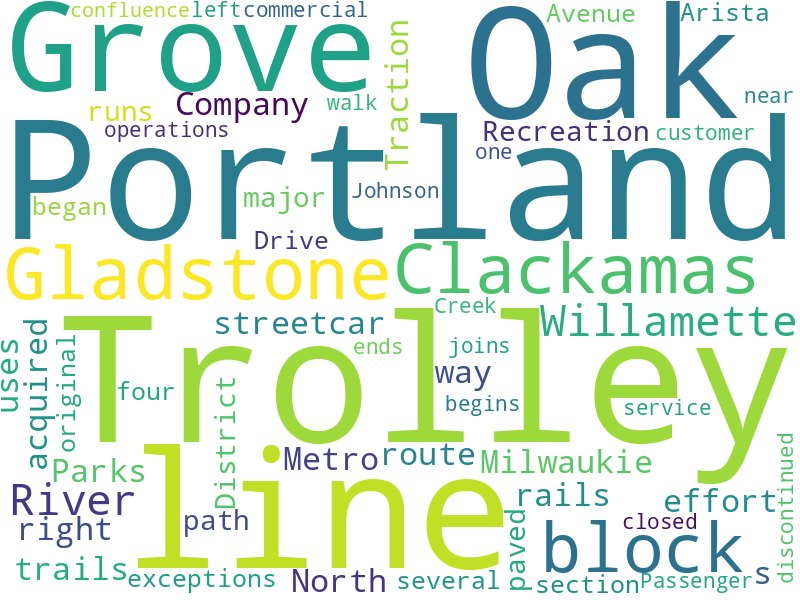 confluence
left
commercial
Grove
Oak
Avenue
Arista
near
runs
Company
walk
Traction
operations
Recreation
customer
one
Portland
began
major
Johnson
Drive
Gladstone
Clackamas
Creek
Willamette
streetcar
Trolley
uses
acquired
original
ends
joins
way
four
District
begins
service
line
Metro
route
Milwaukie
Parks
River
right
path
rails
effort
discontinued
paved
block
closed
s
trails
exceptions
North
several
section
Passenger